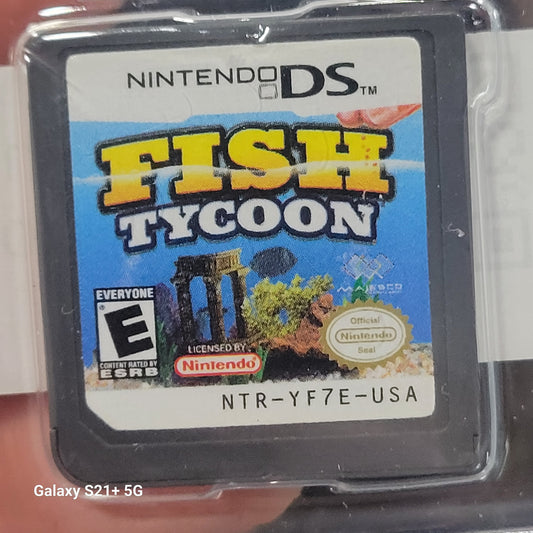 NINTENDO DS™
FISH
TYCOON
MAJESCO
EVERYONE
E
CONTENT RATED BY
ESRB
LICENSED BY
Nintendo
Official
Nintendo
Seal
NTR-YF7E-USA
Galaxy S21+ 5G